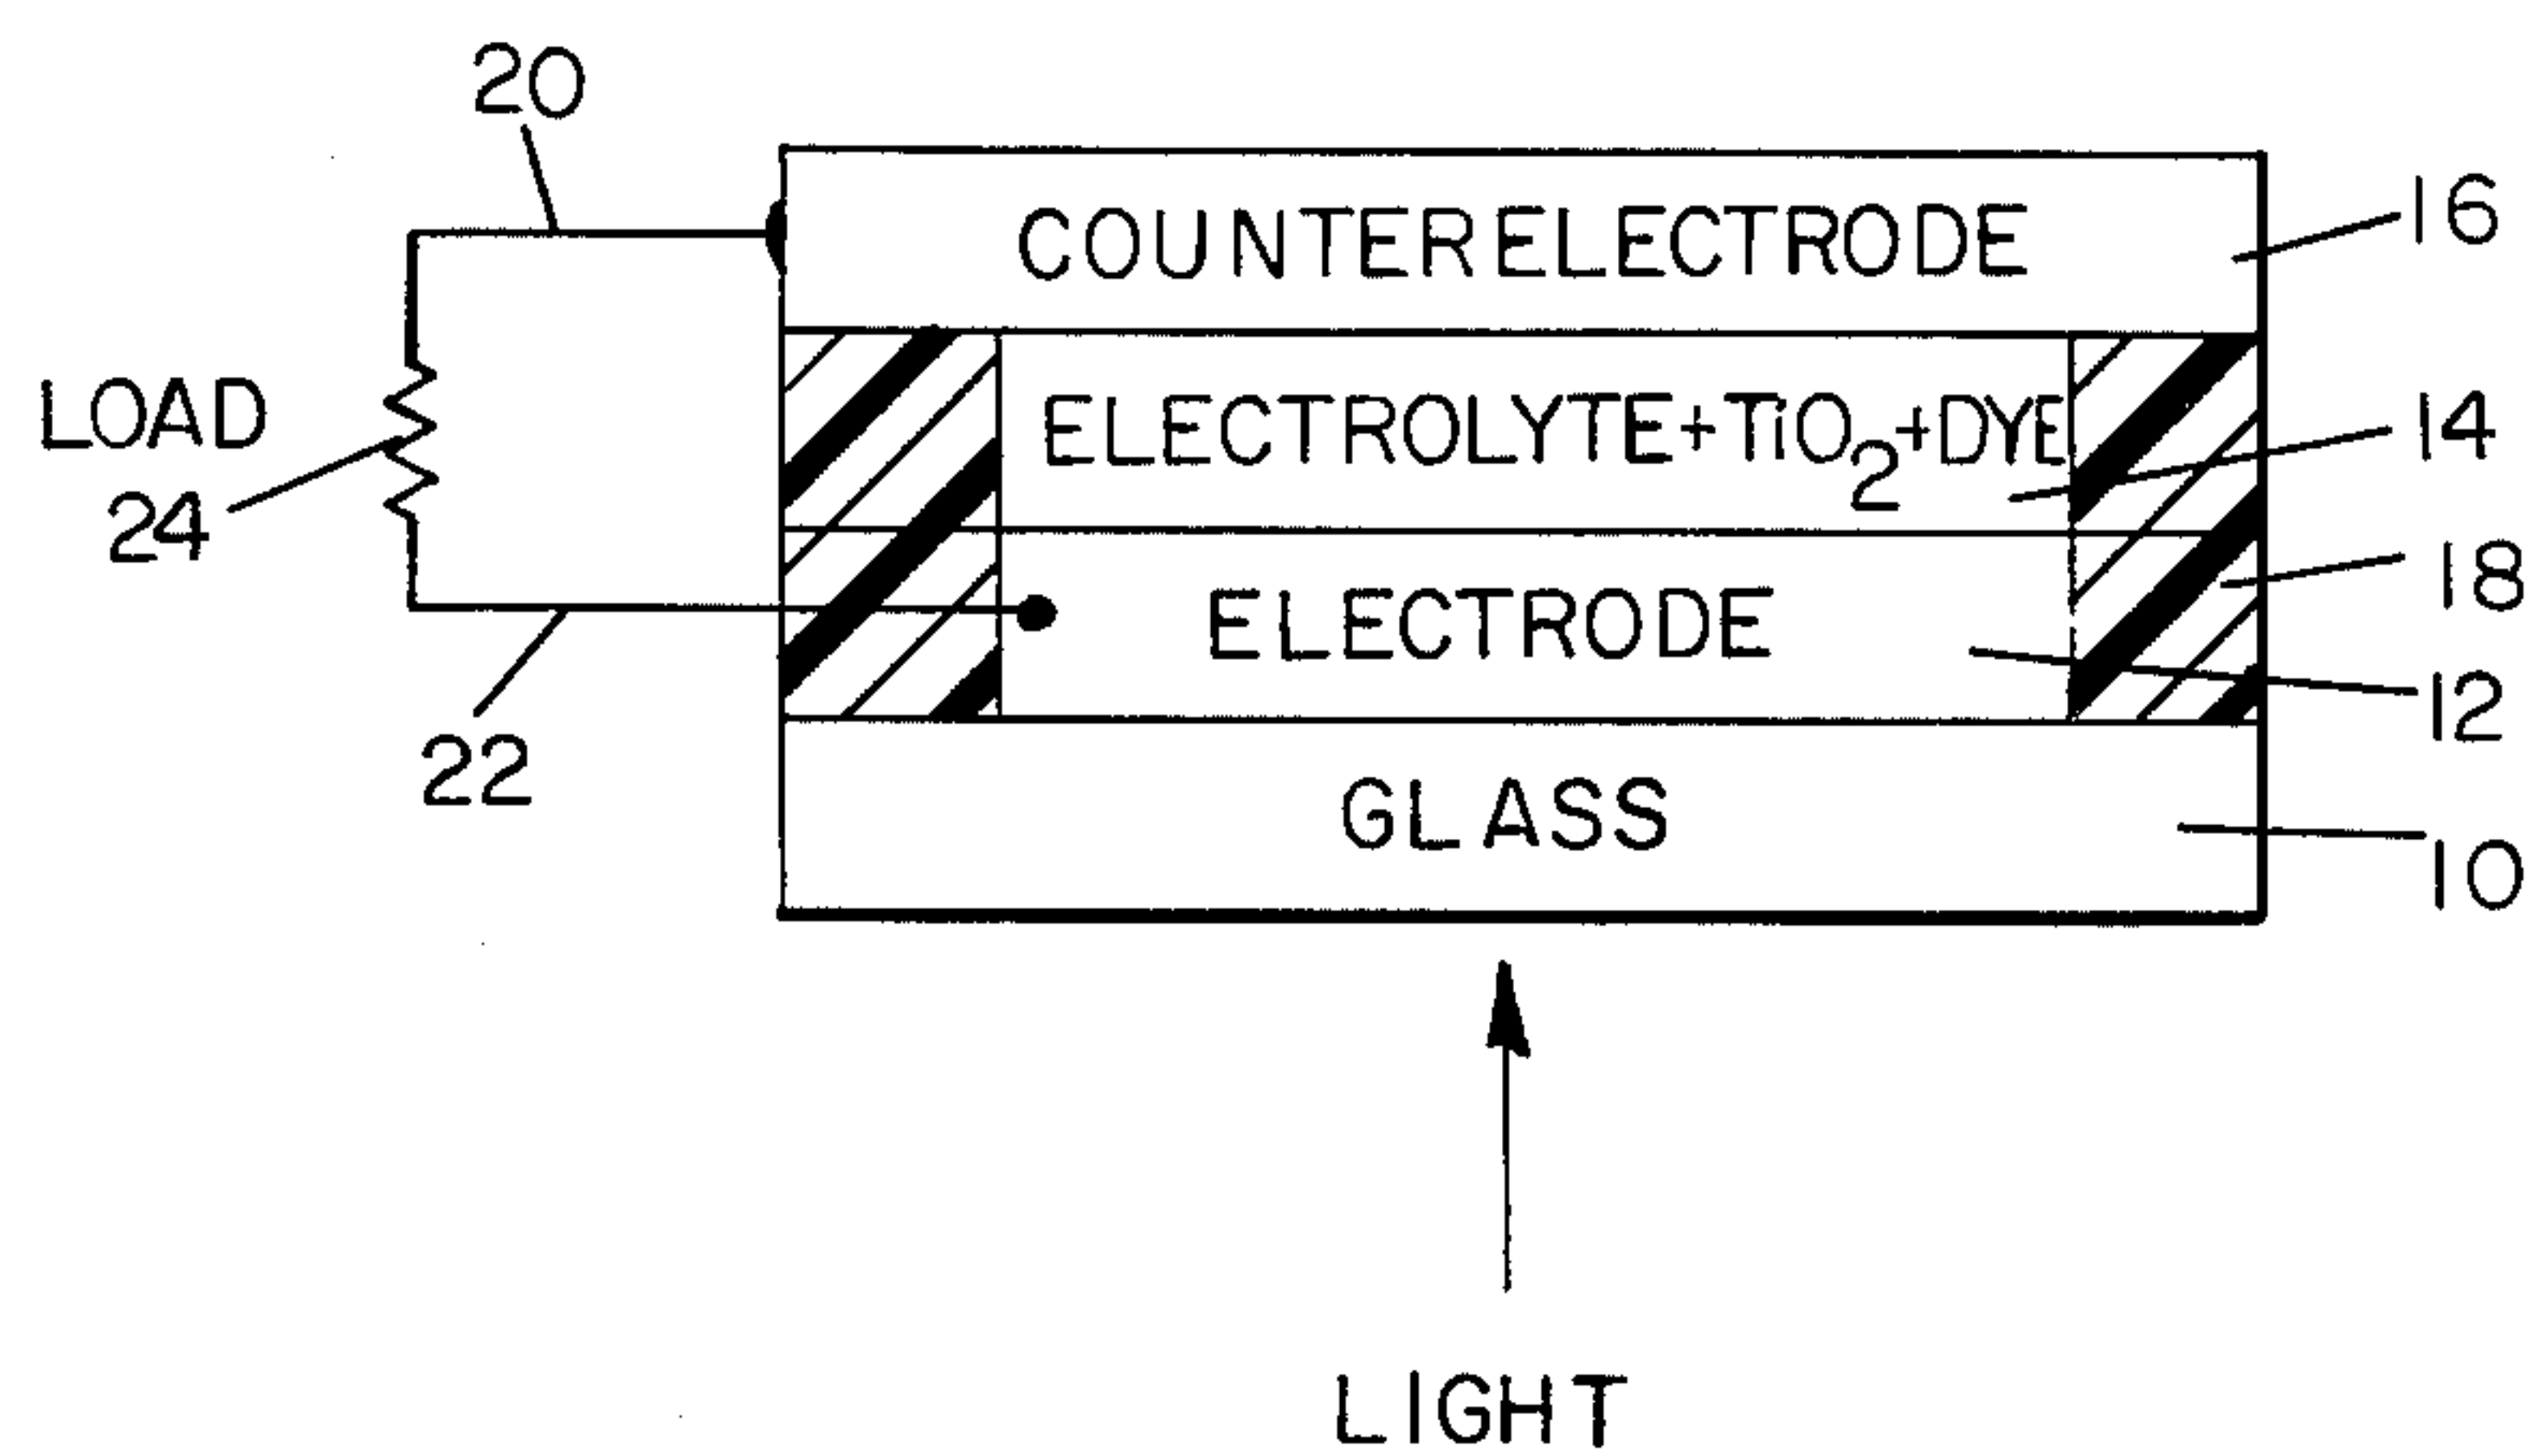 20
COUNTERELECTRODE
16
LOAD
24
ELECTROLYTE+TiO2+DYE
14
18
ELECTRODE
12
22
GLASS
10
LIGHT